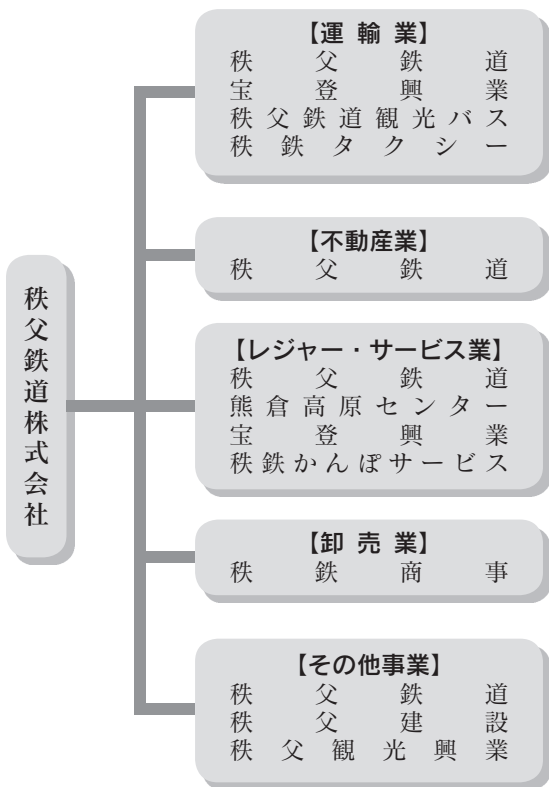 秩父鉄道株式会社
【運輸業】
秩父鉄道
宝登興業
秩父鉄道観光バス
秩鉄タクシー
【不動産業】
秩父鉄道
【レジャー・サービス業】
秩父鉄道
熊倉高原センター
宝登興業
秩鉄かんぽサービス
【卸売業】
秩鉄商事
【その他事業】
秩父鉄道
秩父建設
秩父観光興業